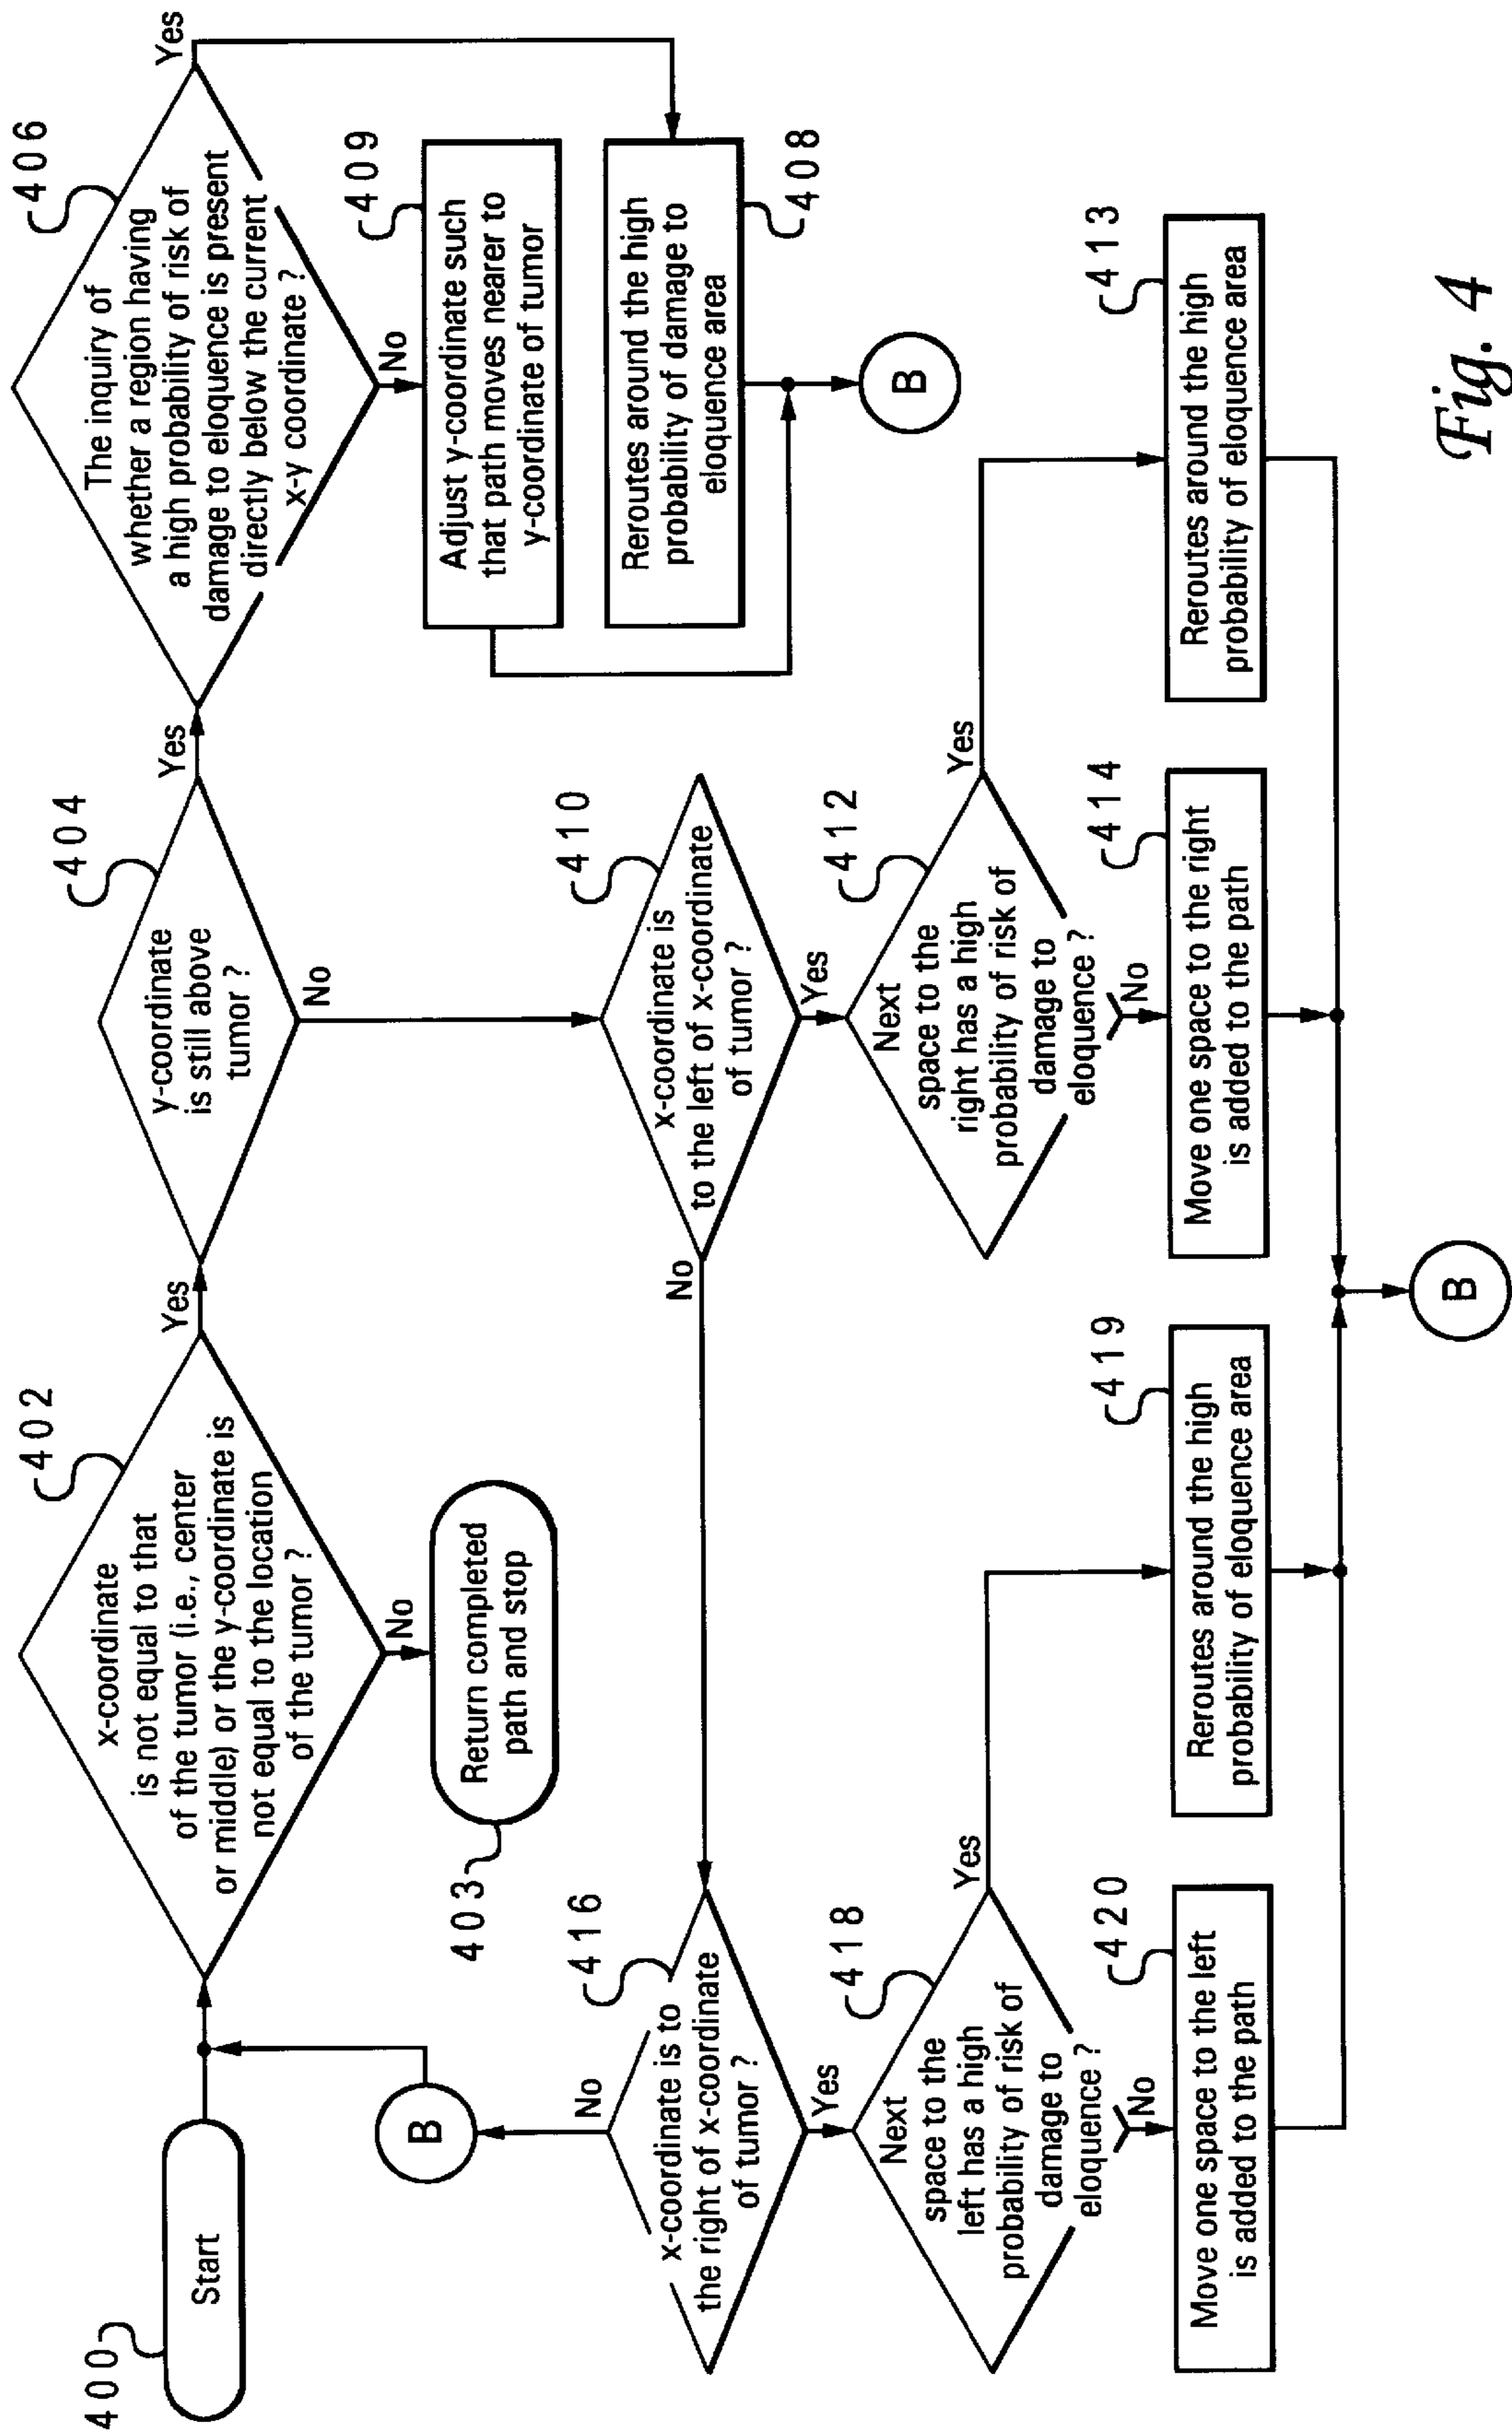 400
Start
402
x-coordinate
is not equal to that
of the tumor (i.e., center
or middle) or the y-coordinate is
not equal to the location
of the tumor ?
Yes
No
403
Return completed
path and stop
404
y-coordinate
is still above
tumor ?
Yes
No
406
The inquiry of
whether a region having
a high probability of risk of
damage to eloquence is present
directly below the current
x-y coordinate ?
Yes
No
409
Adjust y-coordinate such
that path moves nearer to
y-coordinate of tumor
Reroutes around the high
probability of damage to
eloquence area
408
B
B
410
x-coordinate is
to the left of x-coordinate
of tumor ?
No
Yes
416
x-coordinate is to
the right of x-coordinate
of tumor ?
No
Yes
418
Next
space to the
left has a high
probability of risk of
damage to
eloquence ?
Yes
No
412
Next
space to the
right has a high
probability of risk of
damage to
eloquence ?
Yes
No
420
Move one space to the left
is added to the path
419
Reroutes around the high
probability of eloquence area
414
Move one space to the right
is added to the path
413
Reroutes around the high
probability of eloquence area
B
Fig. 4